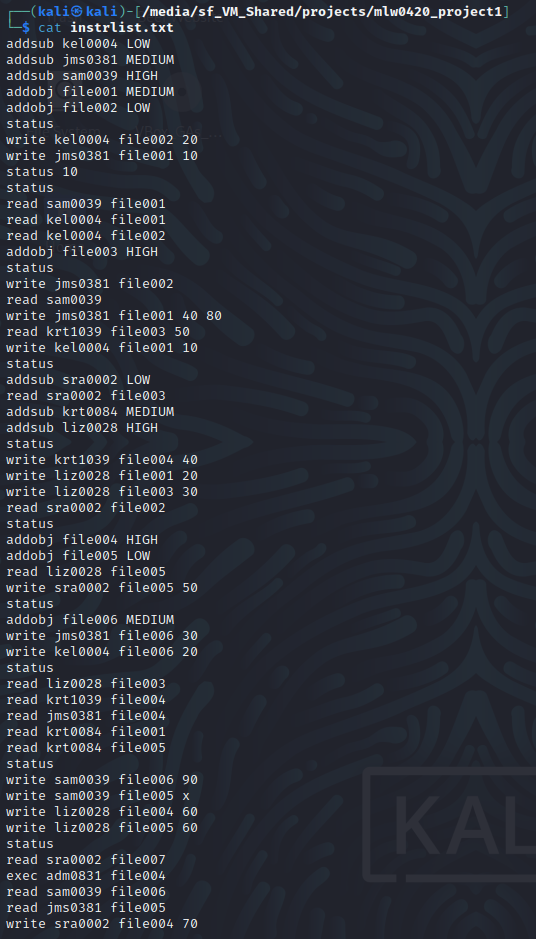 ┌──(kali㉿kali)-[/media/sf_VM_Shared/projects/mlw0420_project1]
└─$ cat instrlist.txt
addsub kel0004 LOW
addsub jms0381 MEDIUM
addsub sam0039 HIGH
addobj file001 MEDIUM
addobj file002 LOW
status
write kel0004 file002 20
write jms0381 file001 10
status 10
status
read sam0039 file001
read kel0004 file001
read kel0004 file002
addobj file003 HIGH
status
write jms0381 file002
read sam0039
write jms0381 file001 40 80
read krt1039 file003 50
write kel0004 file001 10
status
addsub sra0002 LOW
read sra0002 file003
addsub krt0084 MEDIUM
addsub liz0028 HIGH
status
write krt1039 file004 40
write liz0028 file001 20
write liz0028 file003 30
read sra0002 file002
status
addobj file004 HIGH
addobj file005 LOW
read liz0028 file005
write sra0002 file005 50
status
addobj file006 MEDIUM
write jms0381 file006 30
write kel0004 file006 20
status
read liz0028 file003
read krt1039 file004
read jms0381 file004
read krt0084 file001
read krt0084 file005
status
write sam0039 file006 90
write sam0039 file005 x
write liz0028 file004 60
write liz0028 file005 60
status
read sra0002 file007
exec adm0831 file004
read sam0039 file006
read jms0381 file005
write sra0002 file004 70
KAL